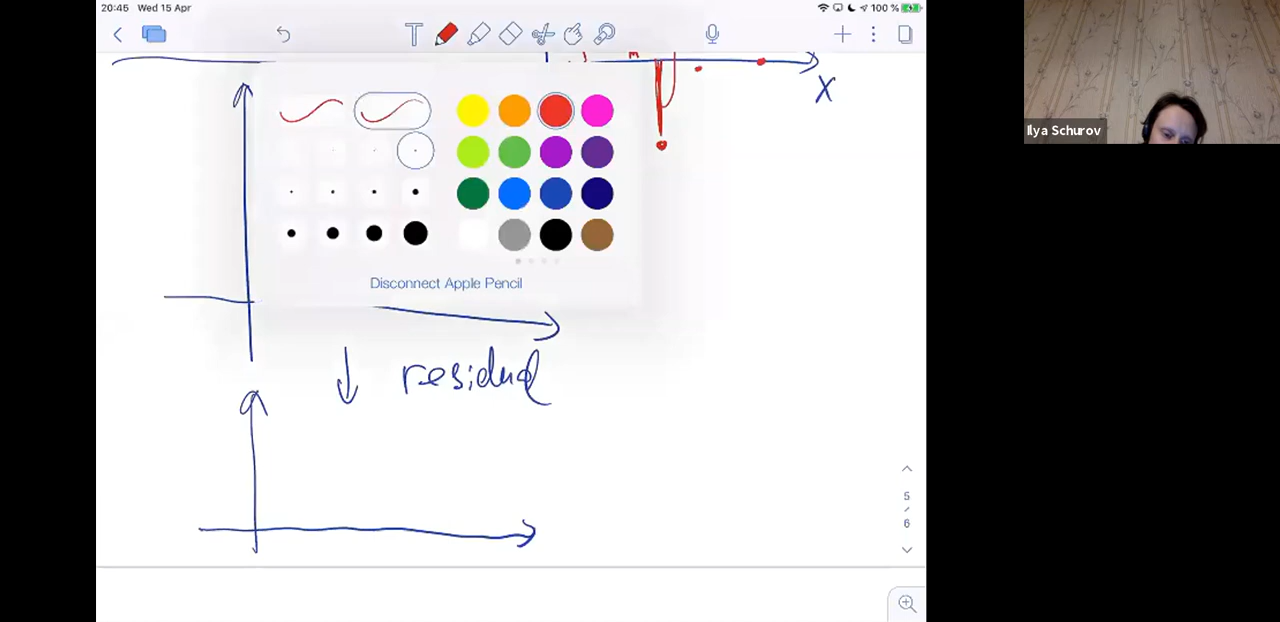 20:45 Wed 15 Apr
100 %
T
X
Ilya Schurov
Disconnect Apple Pencil
residual
5
6